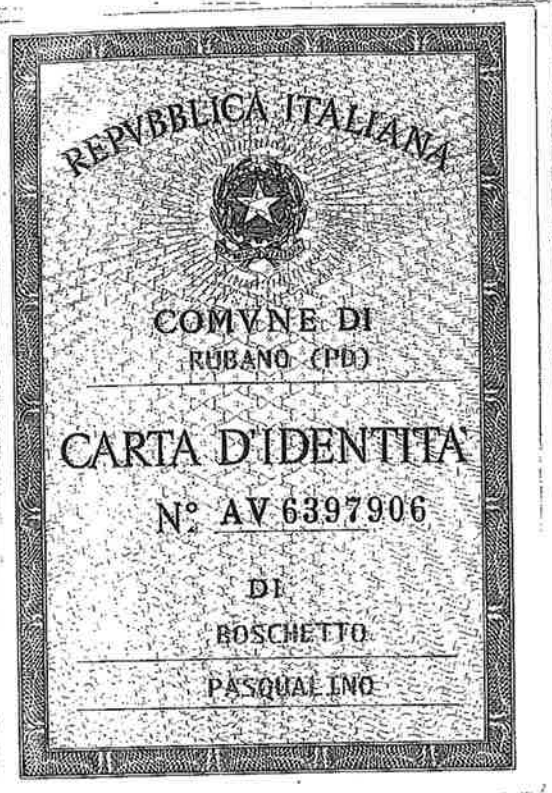 REPVBBLICA ITALIANA
COMVNE DI
RUBANO (PD)
CARTA D'IDENTITA'
N° AV 6397906
DI
BOSCHETTO
PASQUALINO